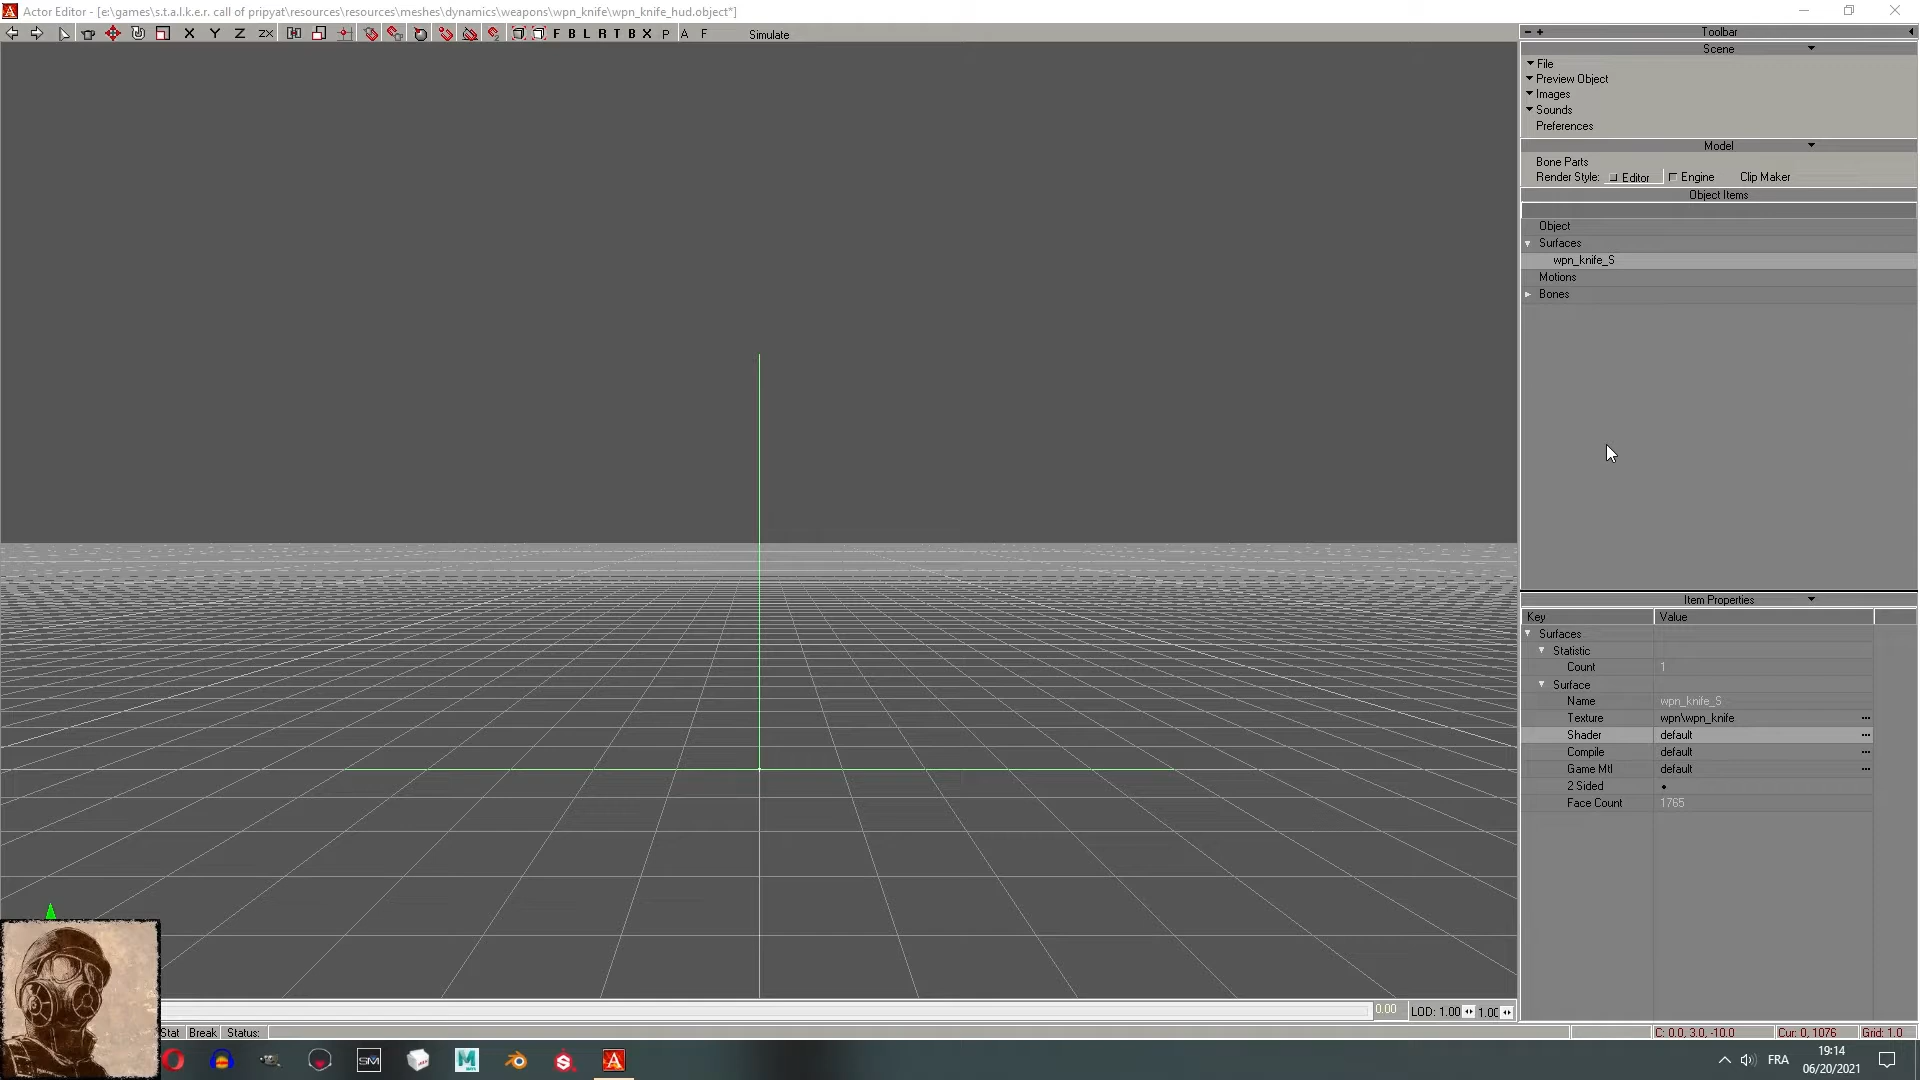 Actor Editor - [e:\games\s.t.a.l.k.e.r. call of pripyat\resources\resources\meshes\dynamics\weapons\wpn_knife\wpn_knife_hud.object*]
X Y Z ZX F B L R T B X P A F Simulate
Toolbar
Scene
File
Preview Object
Images
Sounds
Preferences
Model
Bone Parts
Render Style: Editor Engine Clip Maker
Object Items
Object
Surfaces
wpn_knife_S
Motions
Bones
Item Properties
Key Value
Surfaces
Statistic
Count 1
Surface
Name wpn_knife_S
Texture wpn\wpn_knife ...
Shader default ...
Compile default ...
Game Mtl default ...
2 Sided
Face Count 1765
0.00 LOD: 1.00 1.00
Stat Break Status: C: 0.0, 3.0, -10.0 Cur: 0, 1076 Grid: 1.0
SM M S A FRA 19:14
06/20/2021